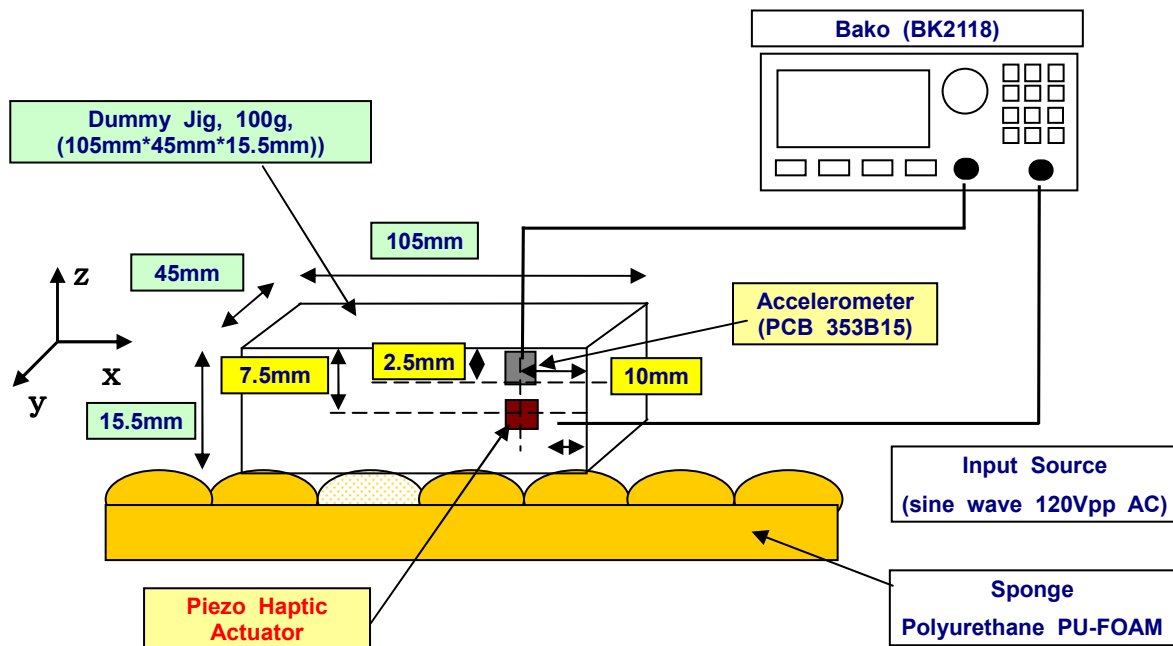 Bako (BK2118)
Dummy Jig, 100g,
(105mm*45mm*15.5mm))
105mm
45mm
z
x
y
Accelerometer
(PCB 353B15)
2.5mm
7.5mm
10mm
15.5mm
Input Source
(sine wave 120Vpp AC)
Piezo Haptic
Actuator
Sponge
Polyurethane PU-FOAM